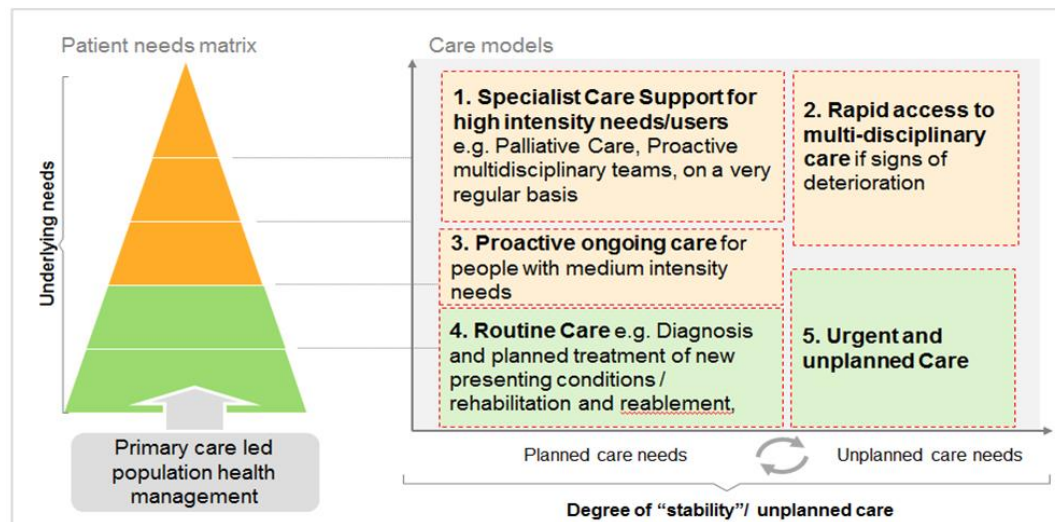 Patient needs matrix
Underlying needs
Primary care led
population health
management
Care models
1. Specialist Care Support for
high intensity needs/users
e.g. Palliative Care, Proactive
multidisciplinary teams, on a very
regular basis
2. Rapid access to
multi-disciplinary
care if signs of
deterioration
3. Proactive ongoing care for
people with medium intensity
needs
4. Routine Care e.g. Diagnosis
and planned treatment of new
presenting conditions /
rehabilitation and reablement,
5. Urgent and
unplanned Care
Planned care needs
Unplanned care needs
Degree of “stability”/ unplanned care